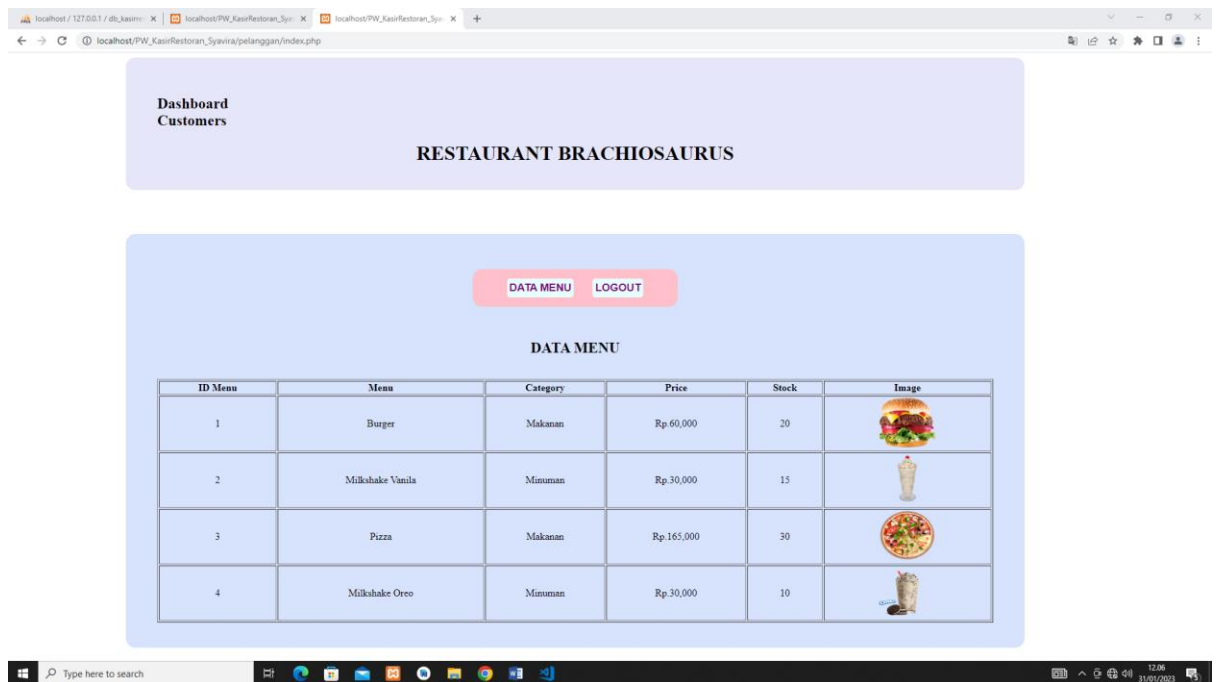 localhost / 127.0.0.1 / db_kasirre
localhost/PW_KasirRestoran_Sya
localhost/PW_KasirRestoran_Sya
localhost/PW_KasirRestoran_Syavira/pelanggan/index.php
Dashboard
Customers
RESTAURANT BRACHIOSAURUS
DATA MENU LOGOUT
DATA MENU
ID Menu Menu Category Price Stock Image
1 Burger Makanan Rp.60,000 20
2 Milkshake Vanila Minuman Rp.30,000 15
3 Pizza Makanan Rp.165,000 30
4 Milkshake Oreo Minuman Rp.30,000 10
Type here to search
12.06
31/01/2023